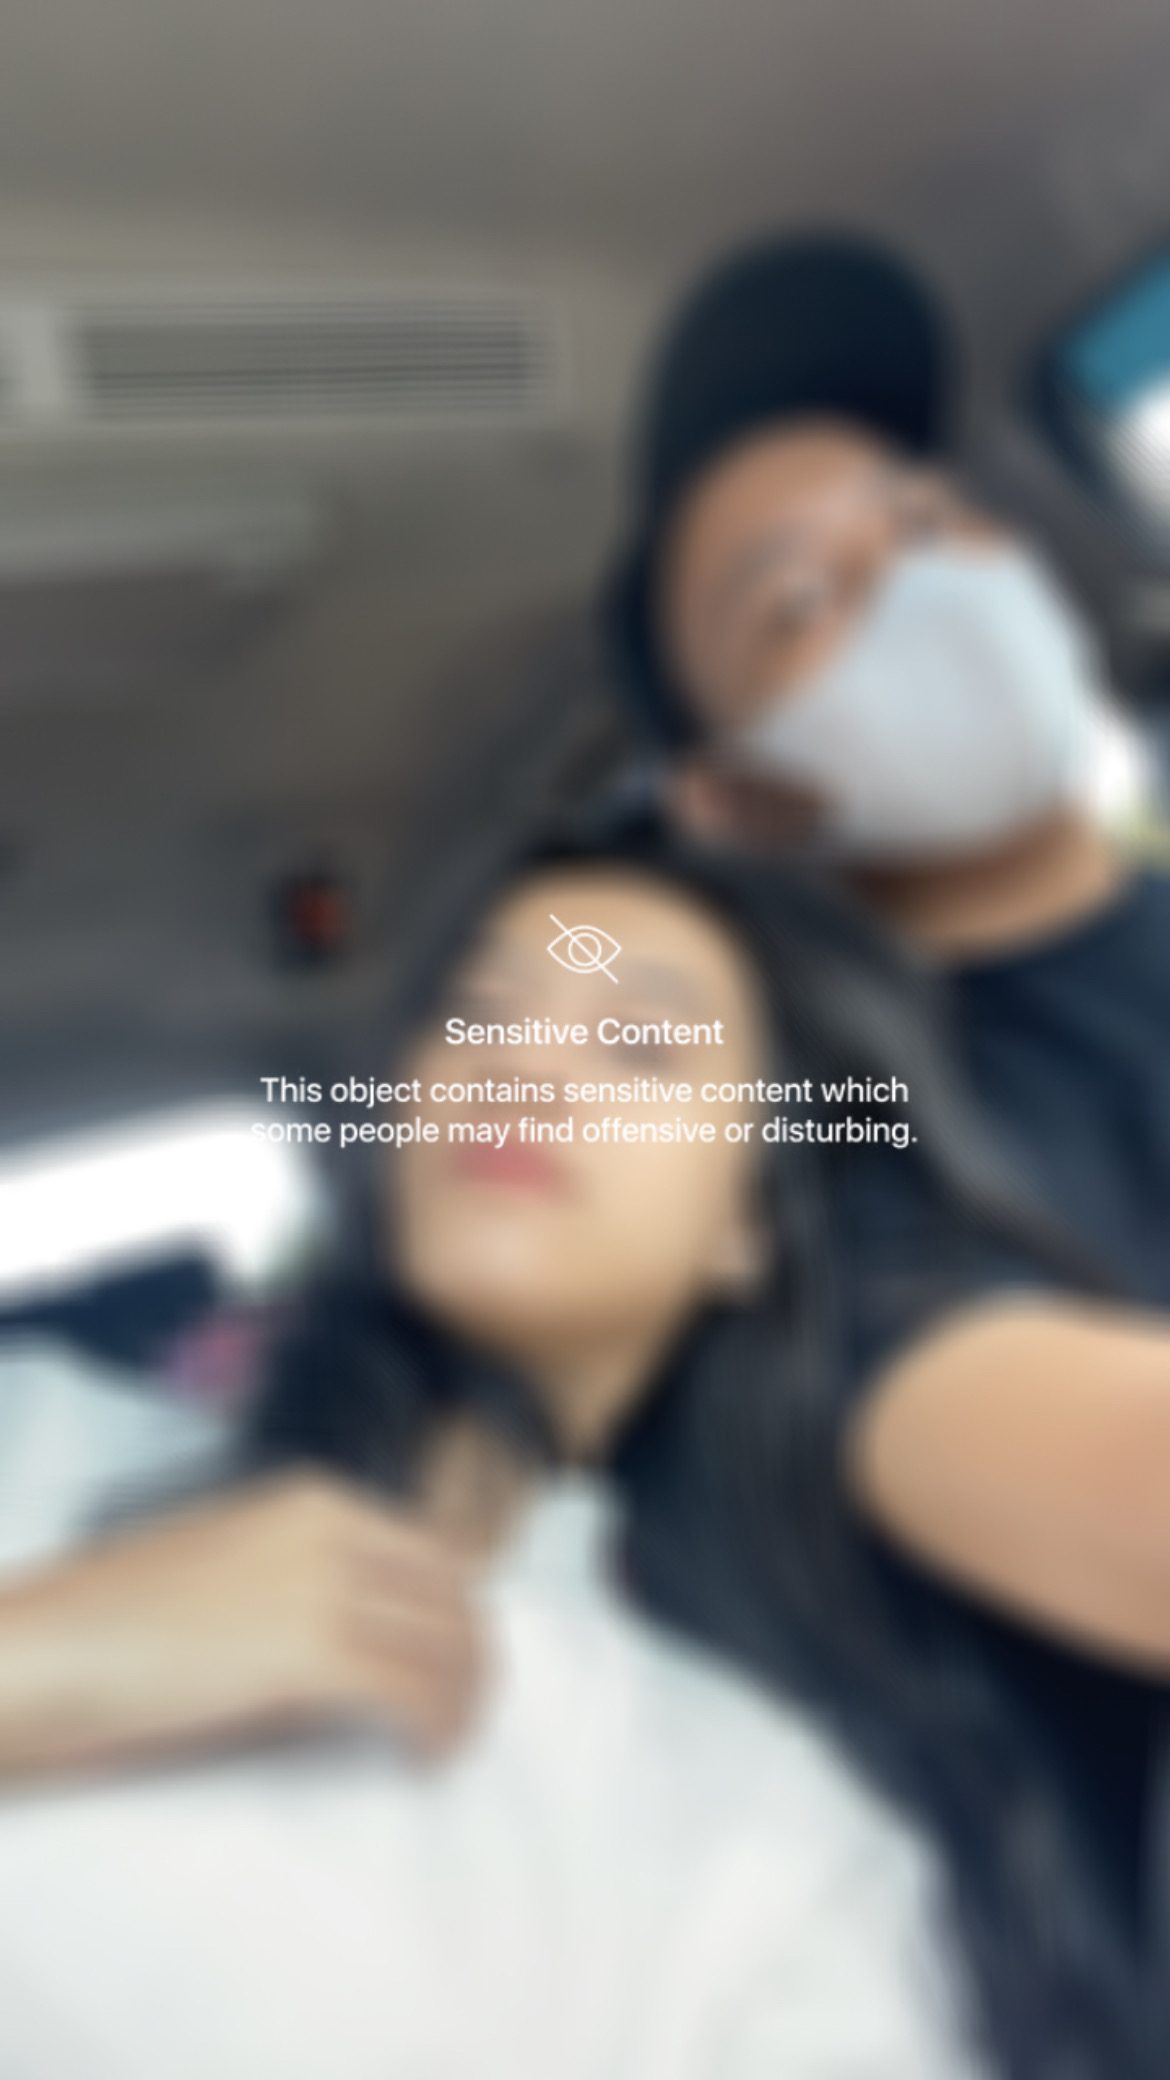 Sensitive Content
This object contains sensitive content which
some people may find offensive or disturbing.